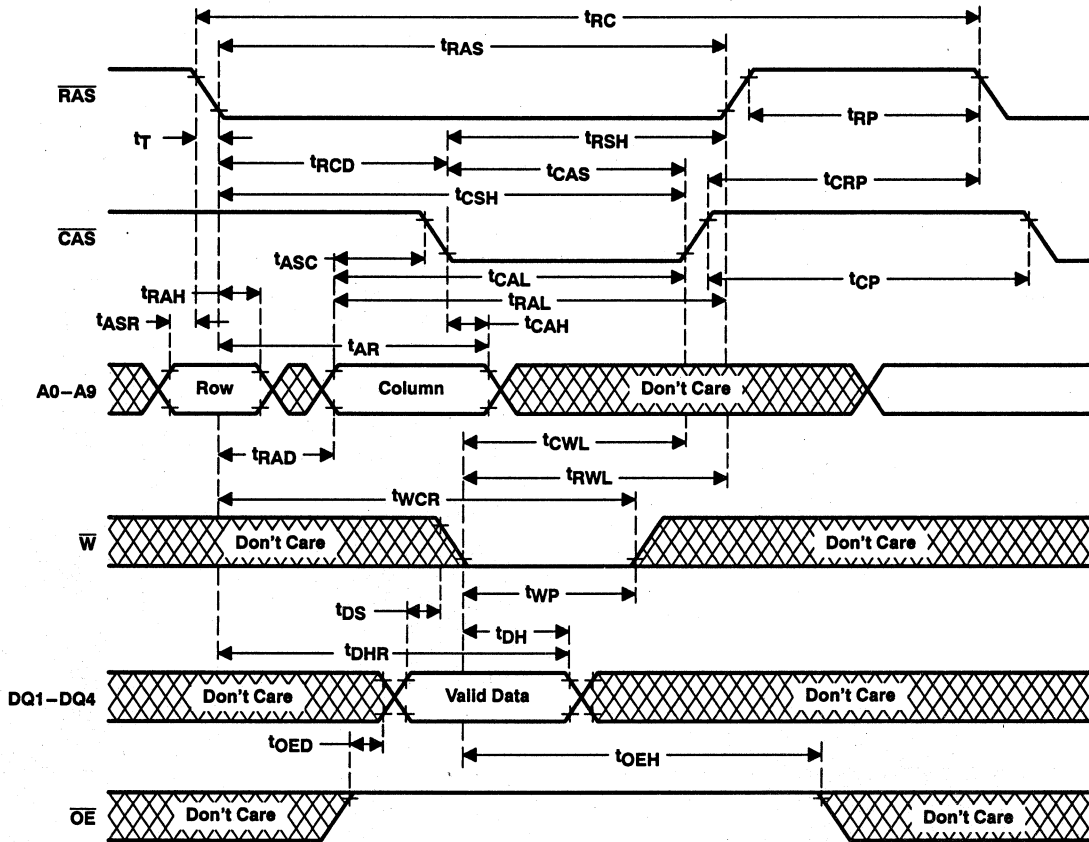 tRC
tRAS
RAS
tT
tRP
tRSH
tRCD
tCAS
tCRP
tCSH
CAS
tASC
tCAL
tCP
tRAH
tRAL
tASR
tCAH
tAR
A0–A9
Row
Column
Don't Care
tCWL
tRAD
tRWL
tWCR
W
Don't Care
Don't Care
tWP
tDS
tDH
tDHR
DQ1–DQ4
Don't Care
Valid Data
Don't Care
tOED
tOEH
OE
Don't Care
Don't Care